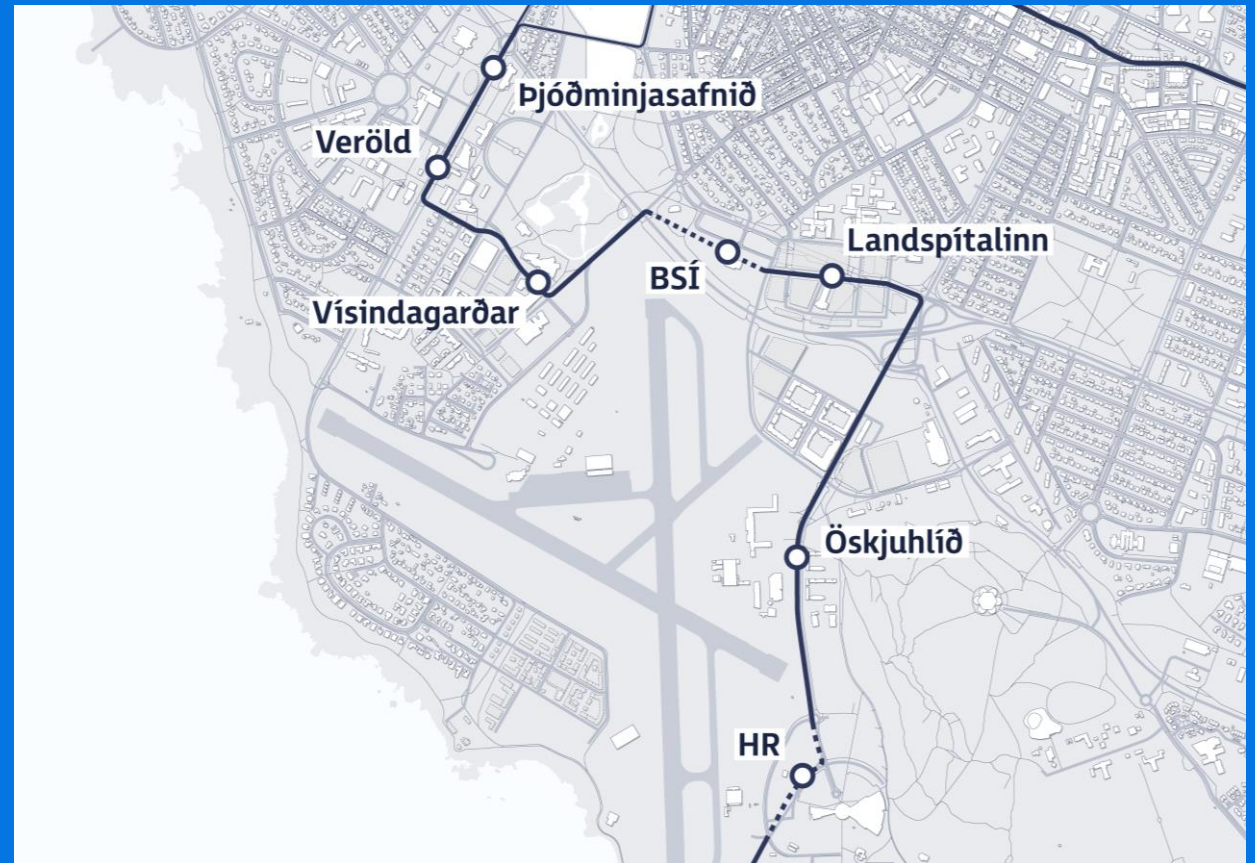 Þjóðminjasafnið
Veröld
Landspítalinn
BSÍ
Vísindagarðar
Öskjuhlíð
HR